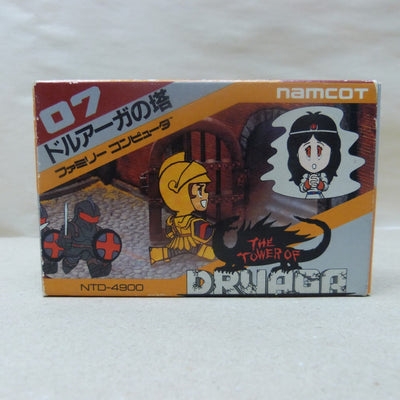 07
namcot
ドルアーガの塔
ファミリーコンピュータ
THE
TOWER OF
DRUAGA
NTD-4900